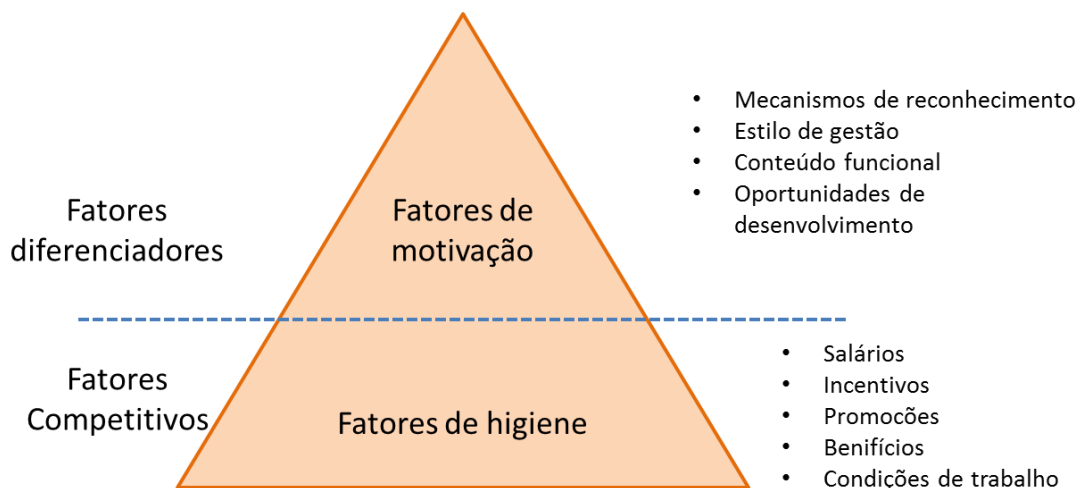 • Mecanismos de reconhecimento
• Estilo de gestão
• Conteúdo funcional
• Oportunidades de
desenvolvimento
Fatores
diferenciadores
Fatores de
motivação
Fatores
Competitivos
Fatores de higiene
• Salários
• Incentivos
• Promocões
• Benifícios
• Condições de trabalho